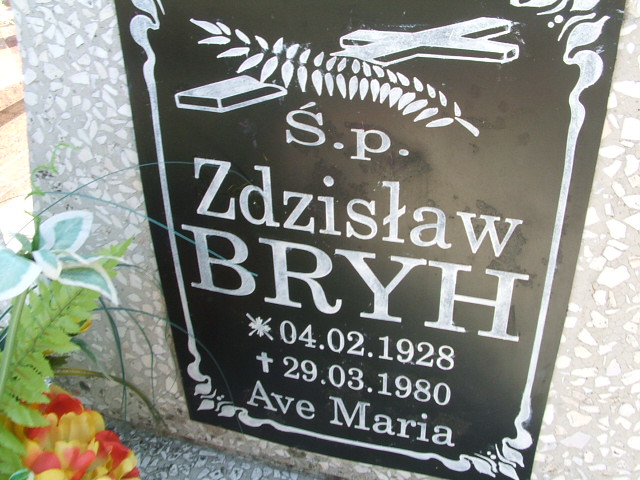 Ś.p.
Zdzisław
BRYH
* 04.02.1928
✝ 29.03.1980
Ave Maria